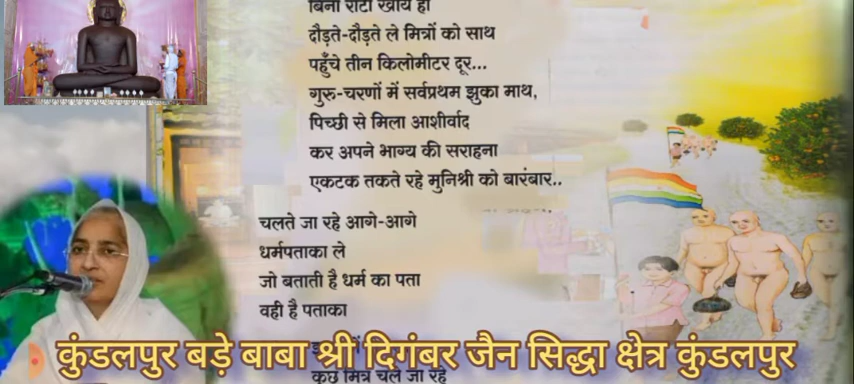 बिना रोटी खाये ही
दौड़ते-दौड़ते ले मित्रों को साथ
पहुँचे तीन किलोमीटर दूर...
गुरु-चरणों में सर्वप्रथम झुका माथ,
पिच्छी से मिला आशीर्वाद
कर अपने भाग्य की सराहना
एकटक तकते रहे मुनिश्री को बारंबार..
चलते जा रहे आगे-आगे
धर्मपताका ले
जो बताती है धर्म का पता
वही है पताका
कुंडलपुर बड़े बाबा श्री दिगंबर जैन सिद्धा क्षेत्र कुंडलपुर
कुछ मित्र चले जा रहे